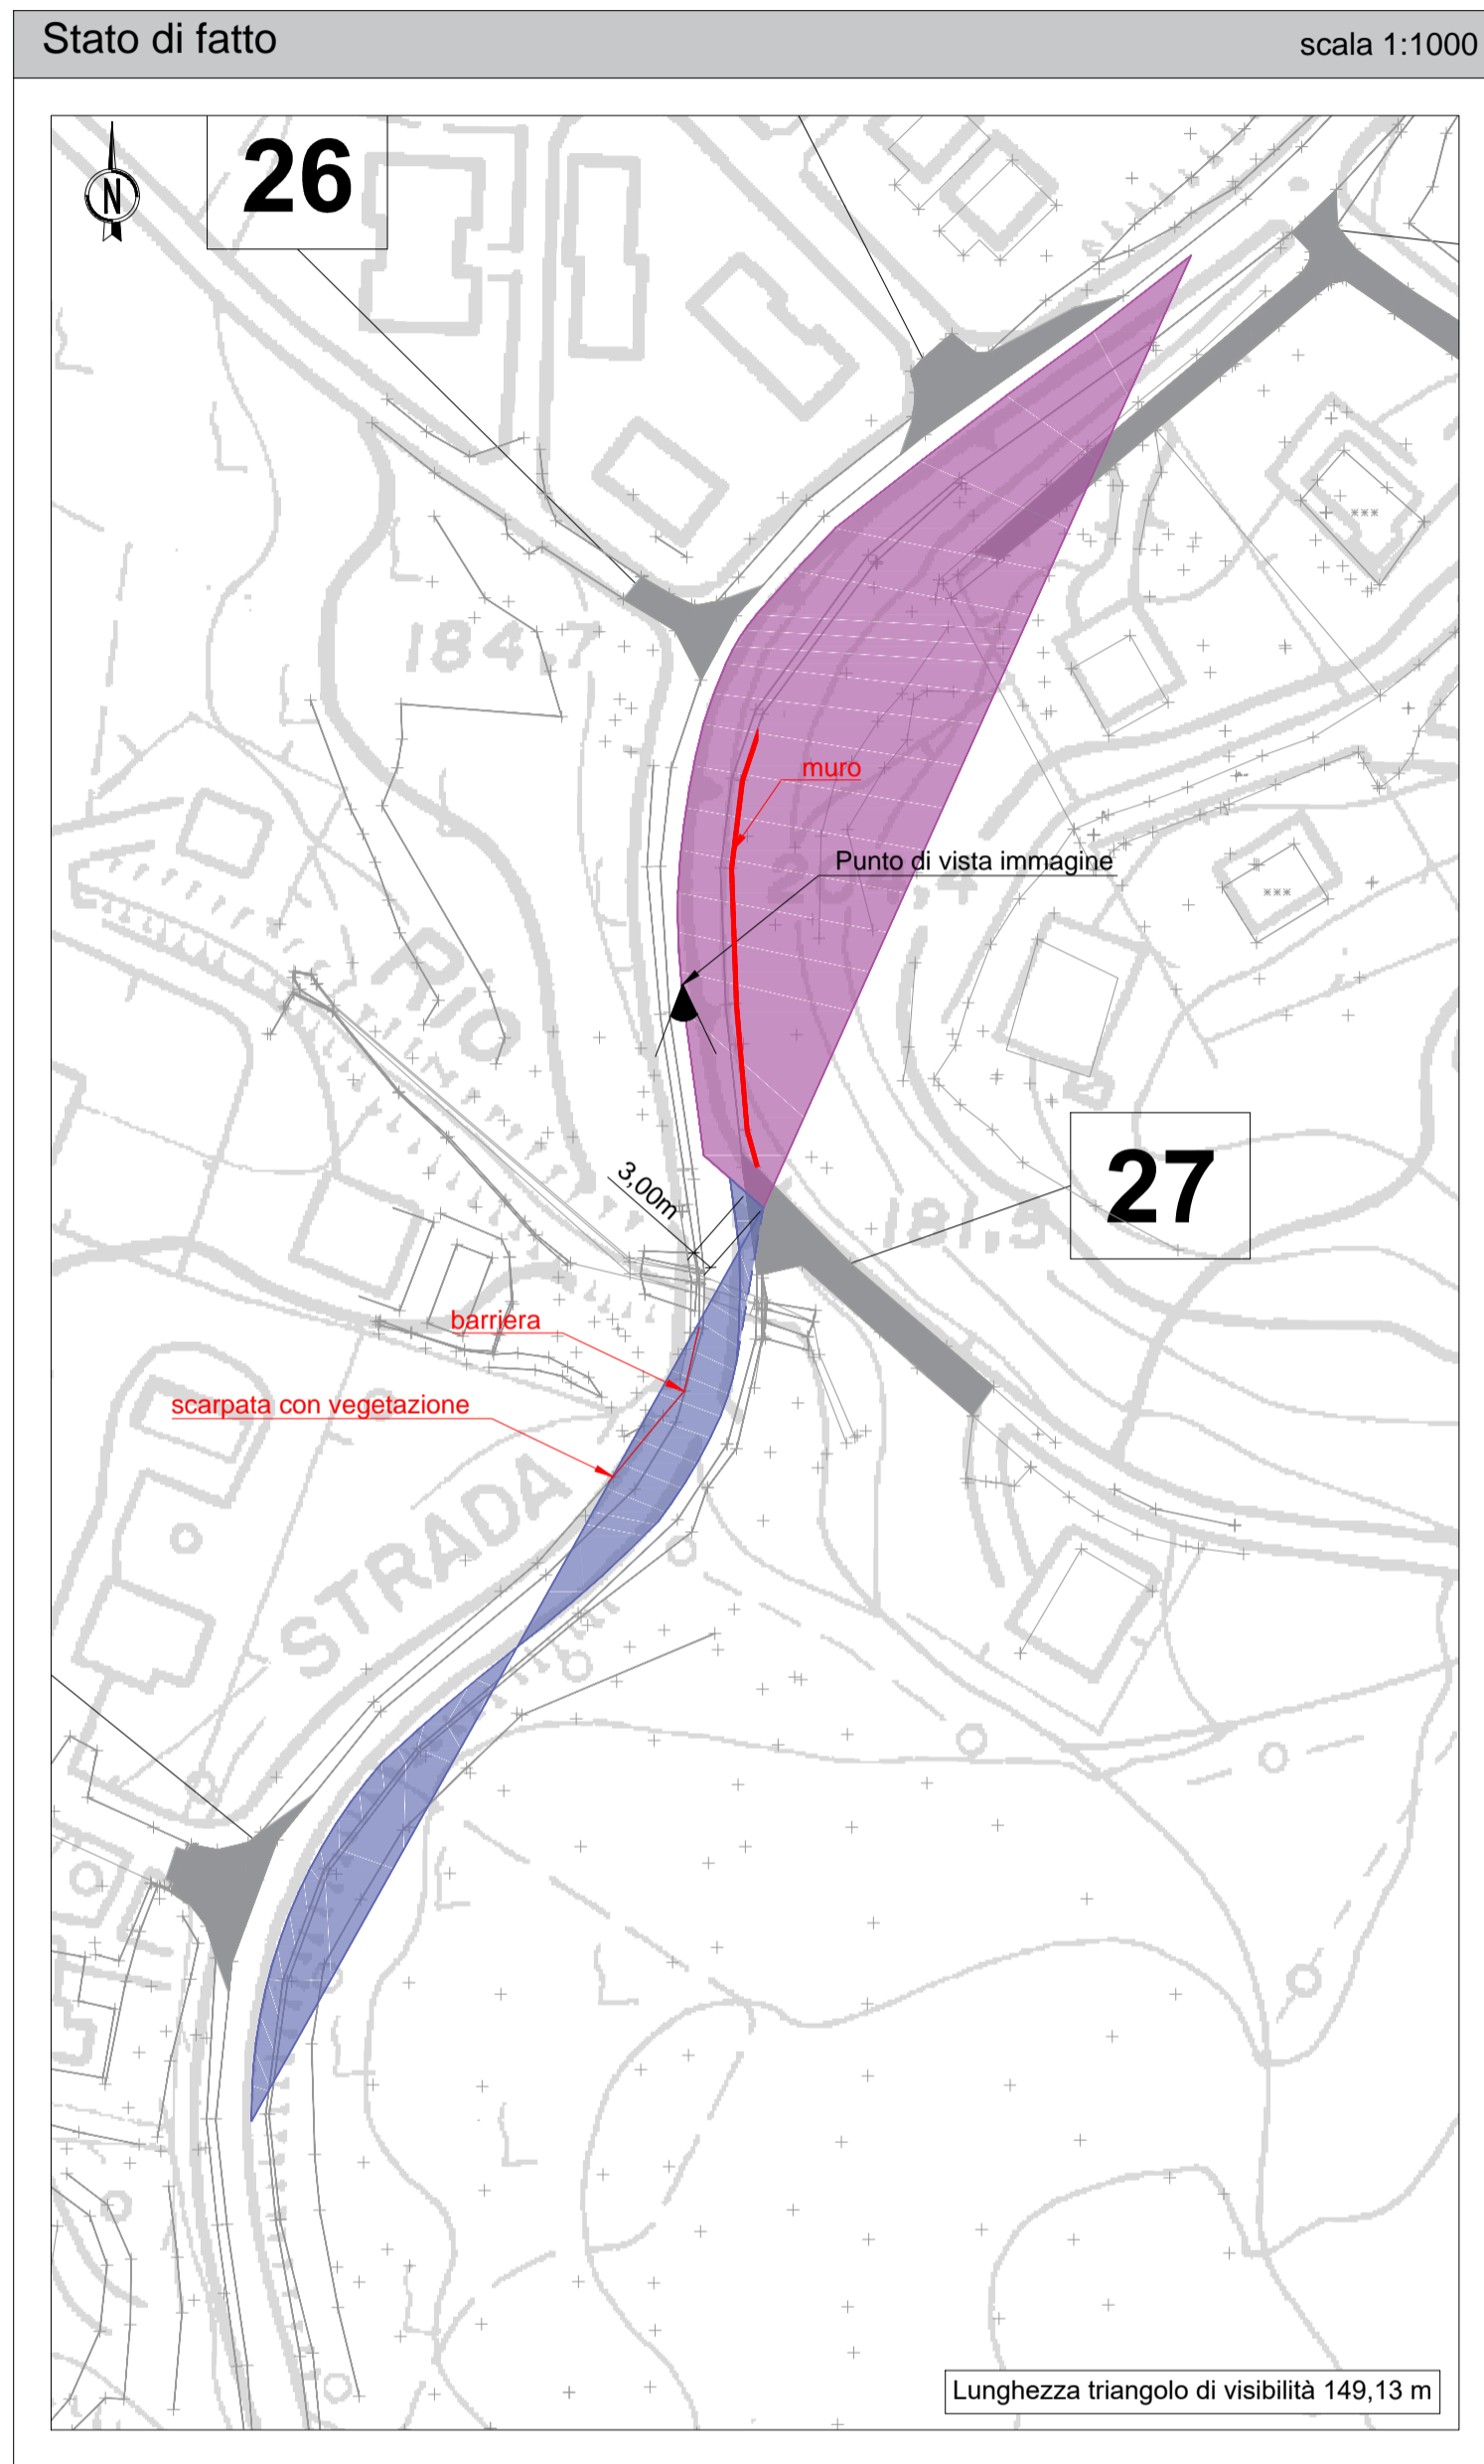 Stato di fatto
scala 1:1000
N
26
184,7
muro
Punto di vista immagine
RIO
27
3,00m
181,5
barriera
scarpata con vegetazione
STRADA
Lunghezza triangolo di visibilità 149,13 m